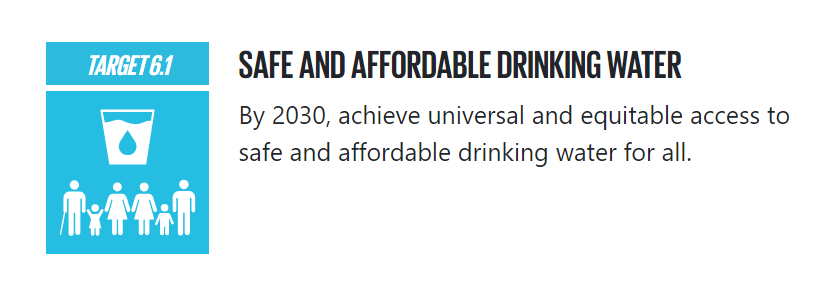 TARGET 6.1
SAFE AND AFFORDABLE DRINKING WATER
By 2030, achieve universal and equitable access to
safe and affordable drinking water for all.